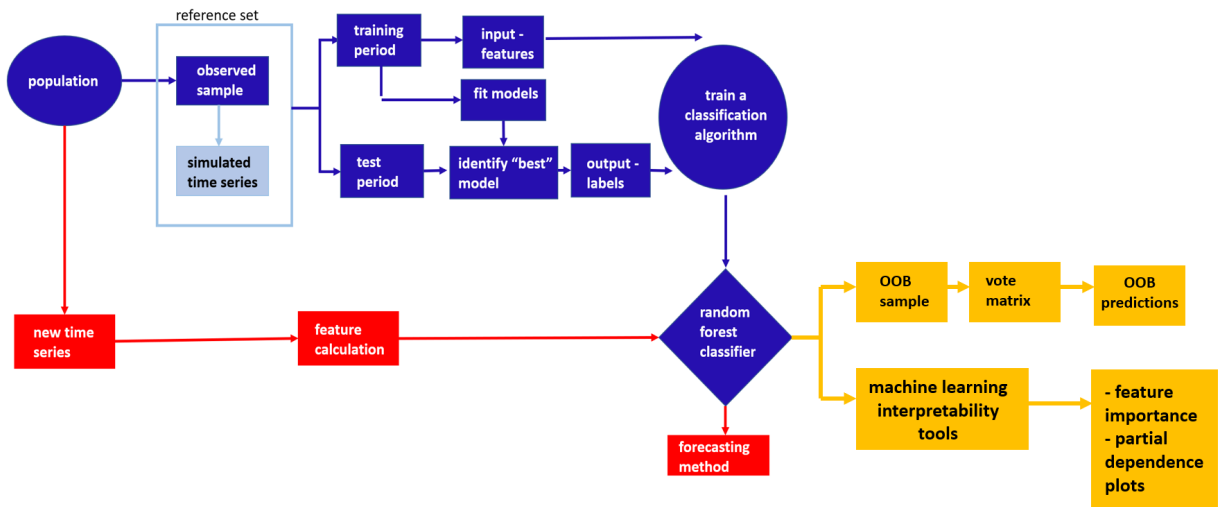 reference set
population
observed
sample
simulated
time series
training
period
input -
features
fit models
test
period
identify “best”
model
output -
labels
train a
classification
algorithm
new time
series
feature
calculation
random
forest
classifier
forecasting
method
OOB
sample
vote
matrix
OOB
predictions
machine learning
interpretability
tools
- feature
importance
- partial
dependence
plots